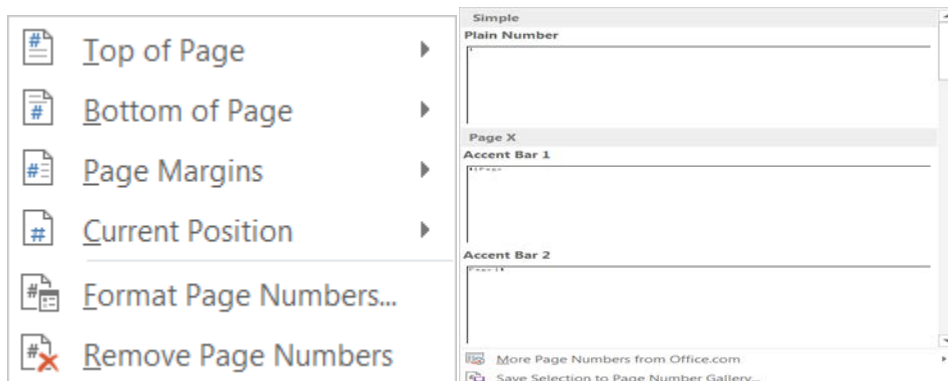 Top of Page
Bottom of Page
Page Margins
Current Position
Format Page Numbers...
Remove Page Numbers
Simple
Plain Number
Page X
Accent Bar 1
Accent Bar 2
More Page Numbers from Office.com
Save Selection to Page Number Gallery...